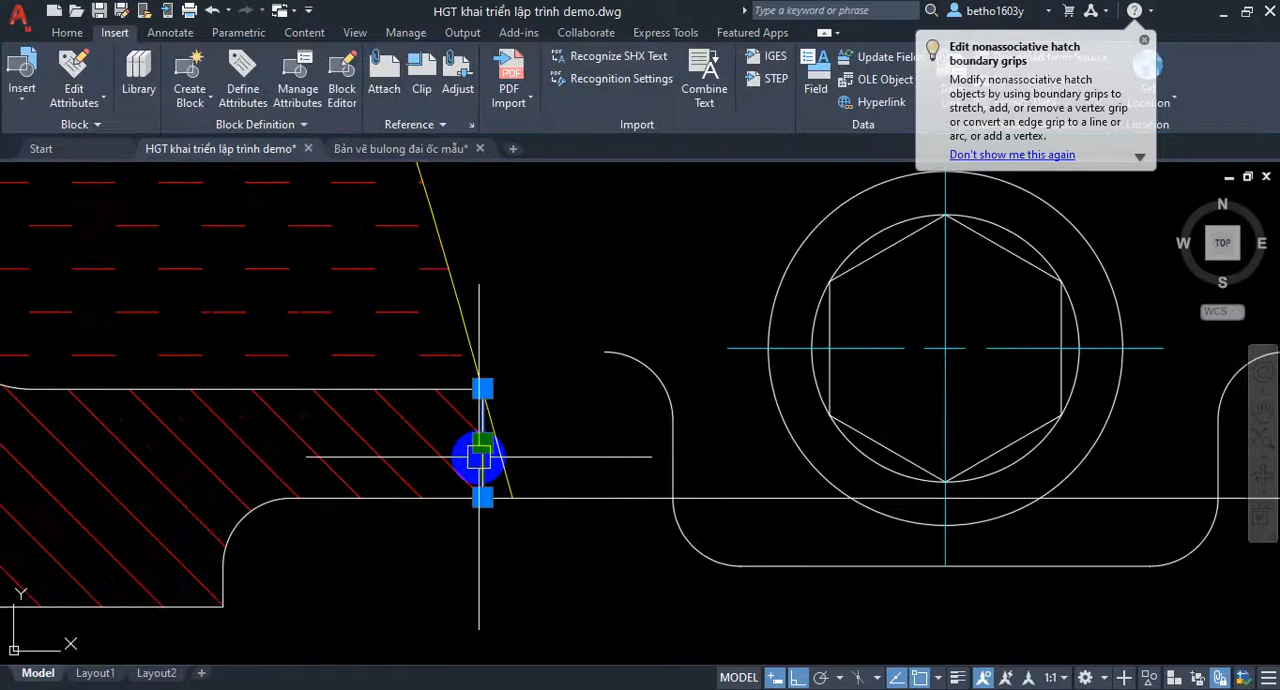 HGT khai triển lập trình demo.dwg
Type a keyword or phrase
betho1603y
Home
Insert
Annotate
Parametric
Content
View
Manage
Output
Add-ins
Collaborate
Express Tools
Featured Apps
Insert
Edit
Attributes
Library
Block
Create
Block
Define
Attributes
Manage
Attributes
Block
Editor
Block Definition
Attach
Clip
Adjust
Reference
PDF
Import
Recognize SHX Text
Recognition Settings
Combine
Text
IGES
STEP
Import
Field
Update Field
OLE Object
Hyperlink
Data
Location
Edit nonassociative hatch
boundary grips
Modify nonassociative hatch
objects by using boundary grips to
stretch, add, or remove a vertex grip
or convert an edge grip to a line or
arc, or add a vertex.
Don't show me this again
Start
HGT khai triển lập trình demo*
Bản vẽ bulong đai ốc mẫu*
N
W
TOP
E
S
WCS
Y
X
Model
Layout1
Layout2
MODEL
1:1